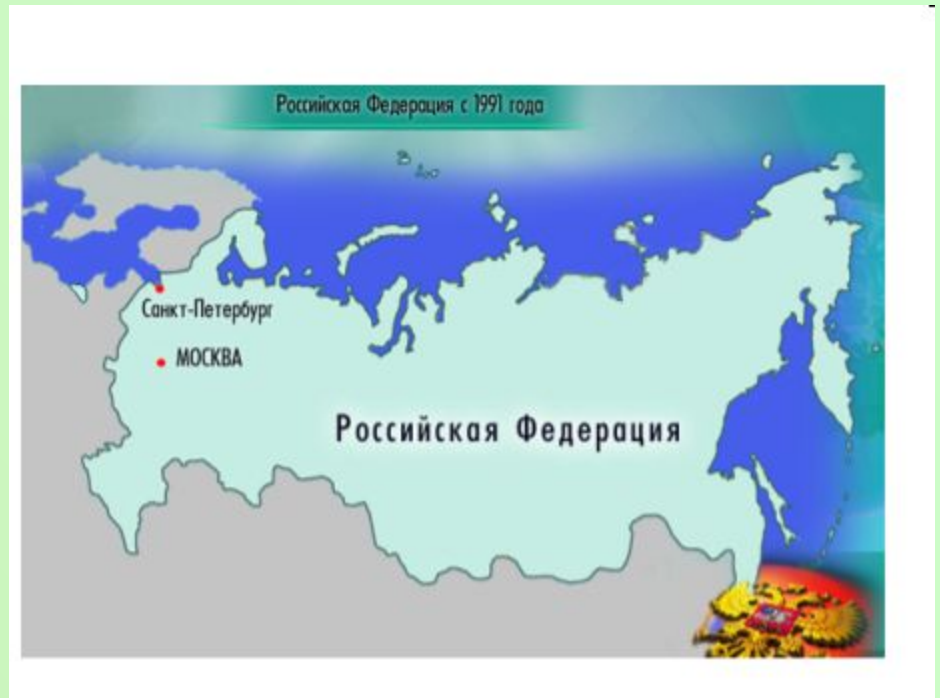 Российская Федерация с 1991 года
Санкт-Петербург
МОСКВА
Российская Федерация